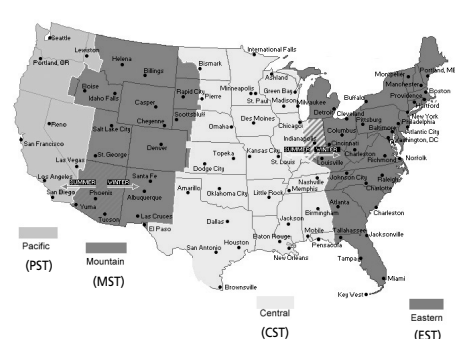 Seattle
Portland, OR
Lewiston
Helena
Billings
Boise
Idaho Falls
Casper
Cheyenne
Rapid City
Scottsbluff
Reno
Salt Lake City
Denver
San Francisco
Las Vegas
St. George
Los Angeles
San Diego
SUMMER WINTER
Phoenix
Yuma
Tucson
Santa Fe
Albuquerque
Las Cruces
El Paso
Bismark
Pierre
International Falls
Ashland
Minneapolis
St. Paul
Green Bay
Madison
Milwaukee
Omaha
Des Moines
Chicago
Topeka
Kansas City
St. Louis
Dodge City
Amarillo
Oklahoma City
Little Rock
Nashville
Memphis
Dallas
Jackson
Birmingham
San Antonio
Houston
Baton Rouge
New Orleans
Mobile
Pensacola
Brownsville
Indianapolis
SUMMER WINTER
Detroit
Cleveland
Columbus
Cincinnati
Louisville
Charleston
Buffalo
Pittsburg
Baltimore
Montpelier
Portland, ME
Manchester
Boston
Providence
Hartford
New York
Philadelphia
Atlantic City
Washington, DC
Richmond
Norfolk
Raleigh
Johnson City
Charlotte
Atlanta
Charleston
Tallahassee
Jacksonville
Tampa
Miami
Key West
Pacific
(PST)
Mountain
(MST)
Central
(CST)
Eastern
(EST)